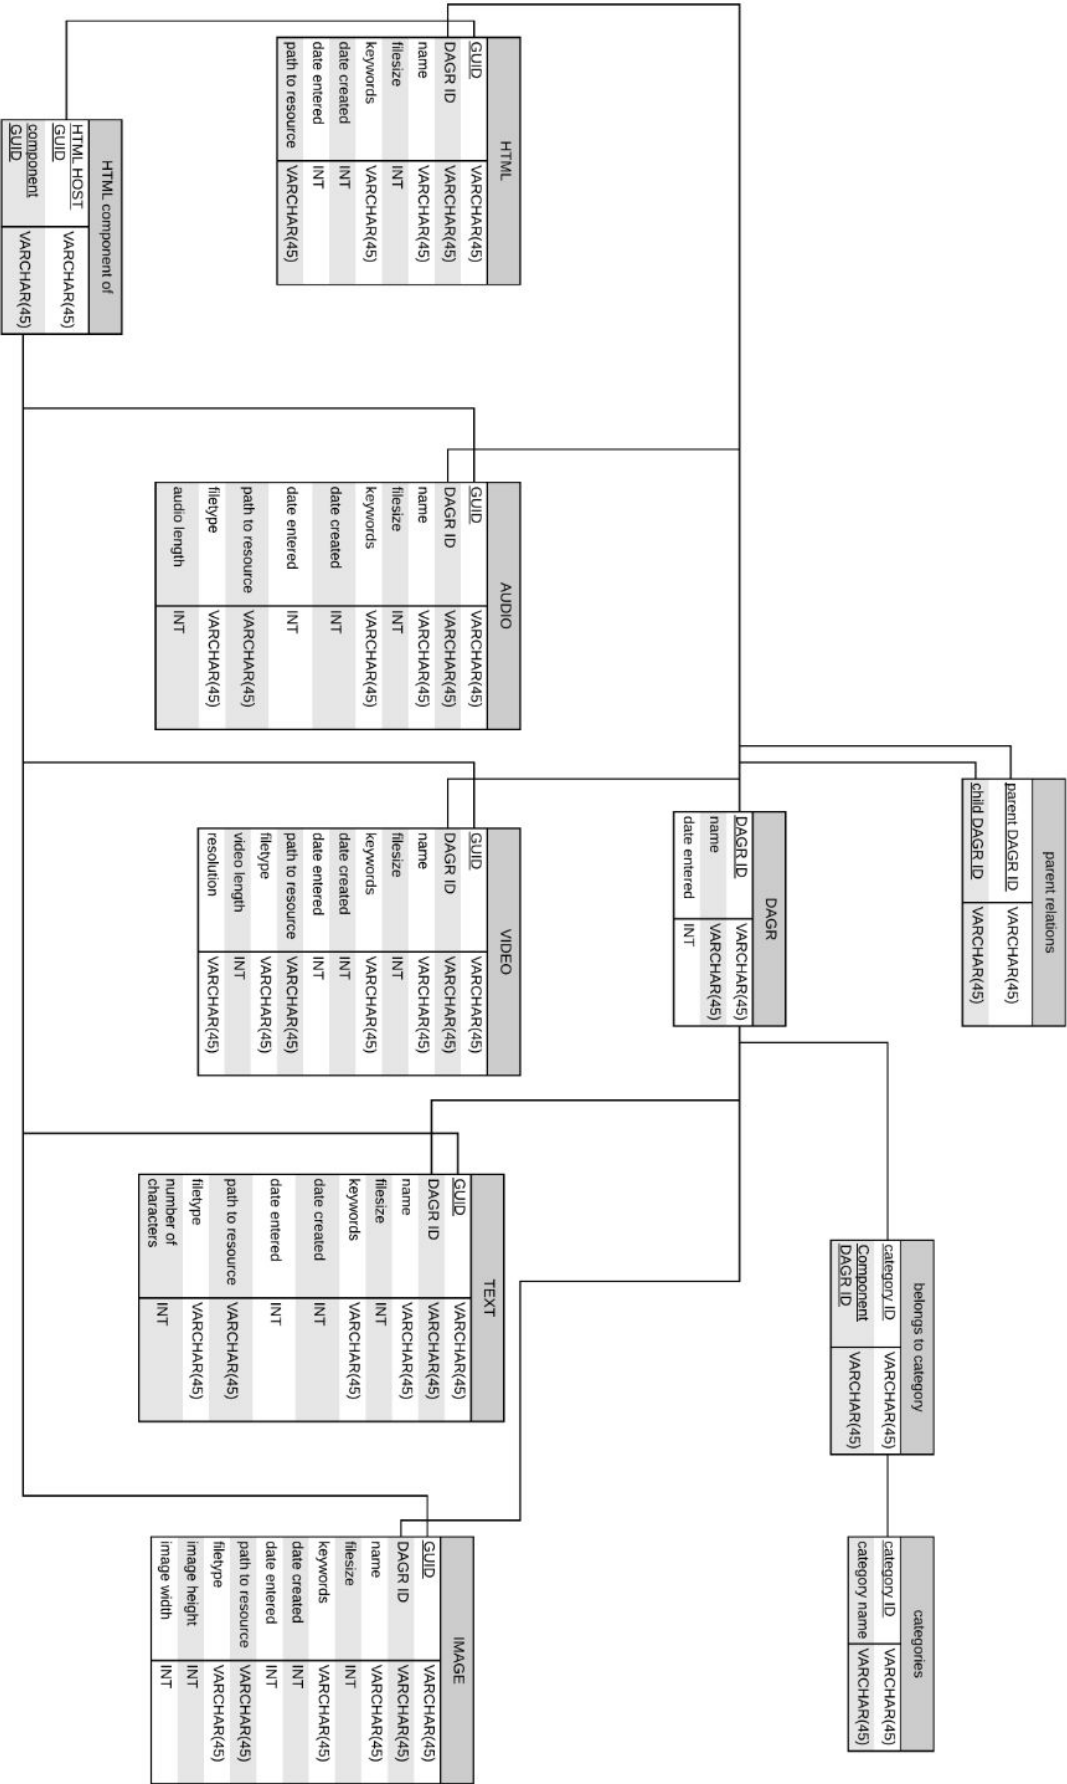 parent relations
parent DAGR ID VARCHAR(45)
child DAGR ID VARCHAR(45)
belongs to category
category ID VARCHAR(45)
Component
DAGR ID VARCHAR(45)
categories
category ID VARCHAR(45)
category name VARCHAR(45)
DAGR
DAGR ID VARCHAR(45)
name VARCHAR(45)
date entered INT
HTML
GUID VARCHAR(45)
DAGR ID VARCHAR(45)
name VARCHAR(45)
filesize INT
keywords VARCHAR(45)
date created INT
date entered INT
path to resource VARCHAR(45)
AUDIO
GUID VARCHAR(45)
DAGR ID VARCHAR(45)
name VARCHAR(45)
filesize INT
keywords VARCHAR(45)
date created INT
date entered INT
path to resource VARCHAR(45)
filetype VARCHAR(45)
audio length INT
VIDEO
GUID VARCHAR(45)
DAGR ID VARCHAR(45)
name VARCHAR(45)
filesize INT
keywords VARCHAR(45)
date created INT
date entered INT
path to resource VARCHAR(45)
filetype VARCHAR(45)
video length INT
resolution VARCHAR(45)
TEXT
GUID VARCHAR(45)
DAGR ID VARCHAR(45)
name VARCHAR(45)
filesize INT
keywords VARCHAR(45)
date created INT
date entered INT
path to resource VARCHAR(45)
filetype VARCHAR(45)
number of
characters INT
IMAGE
GUID VARCHAR(45)
DAGR ID VARCHAR(45)
name VARCHAR(45)
filesize INT
keywords VARCHAR(45)
date created INT
date entered INT
path to resource VARCHAR(45)
filetype VARCHAR(45)
image height INT
image width INT
HTML component of
HTML HOST
GUID VARCHAR(45)
component
GUID VARCHAR(45)